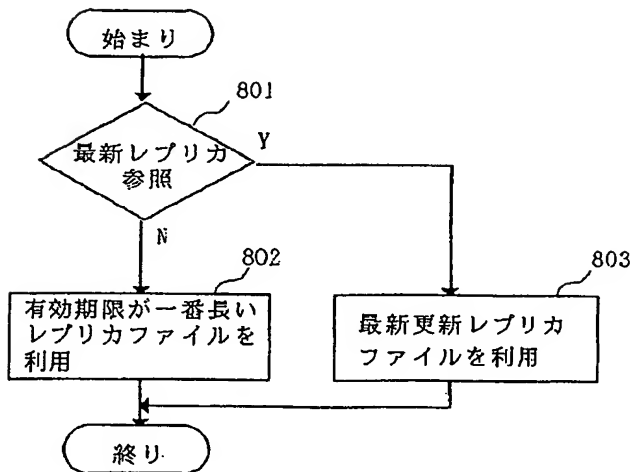 始まり
801
最新レプリカ
参照
Y
N
802
有効期限が一番長い
レプリカファイルを
利用
803
最新更新レプリカ
ファイルを利用
終り